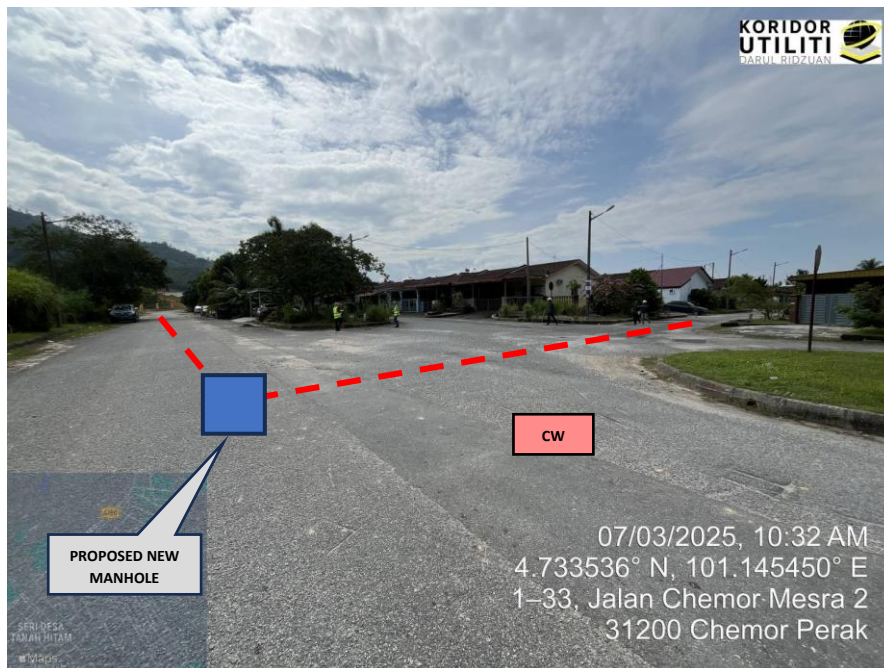 KORIDOR
UTILITI
DARUL RIDZUAN
CW
PROPOSED NEW
MANHOLE
07/03/2025, 10:32 AM
4.733536° N, 101.145450° E
1–33, Jalan Chemor Mesra 2
31200 Chemor Perak
SERI DESA
TANAH HITAM
Maps